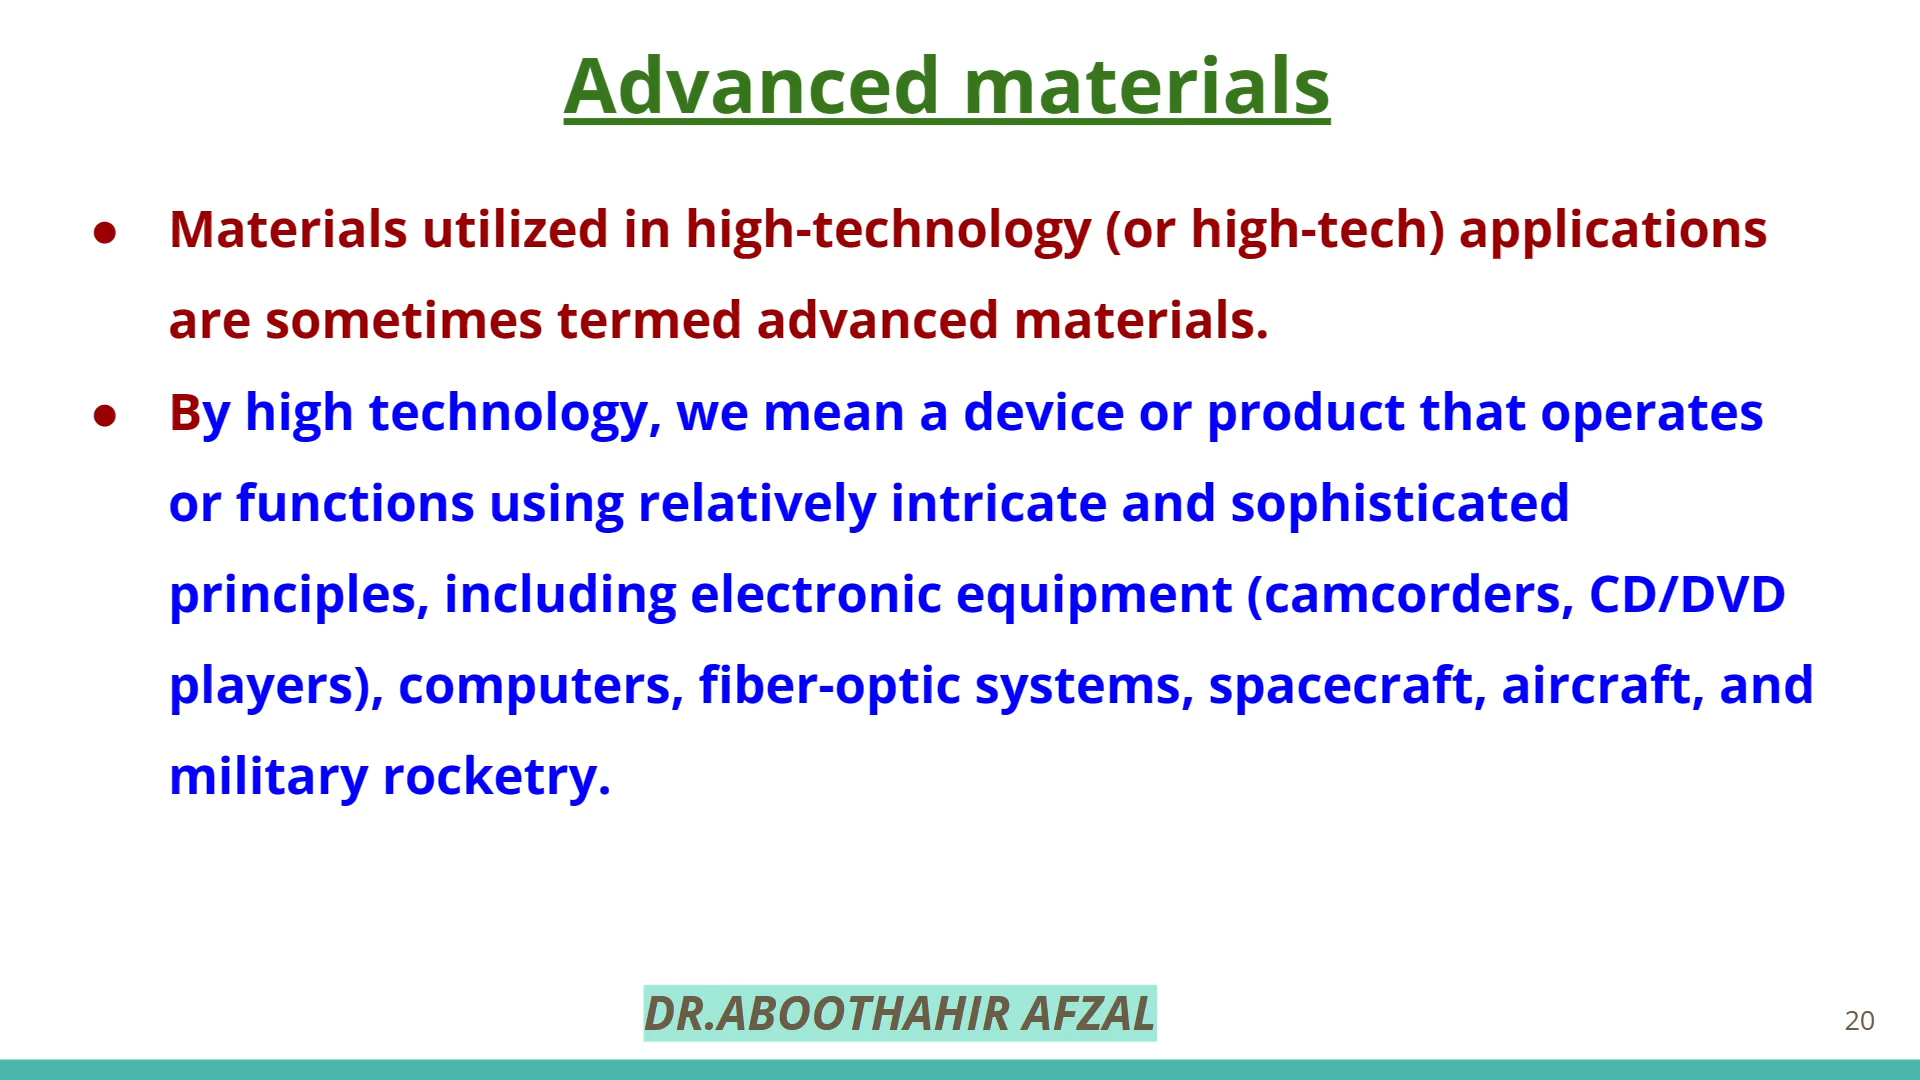 Advanced materials
● Materials utilized in high-technology (or high-tech) applications
are sometimes termed advanced materials.
● By high technology, we mean a device or product that operates
or functions using relatively intricate and sophisticated
principles, including electronic equipment (camcorders, CD/DVD
players), computers, fiber-optic systems, spacecraft, aircraft, and
military rocketry.
DR.ABOOTHAHIR AFZAL
20